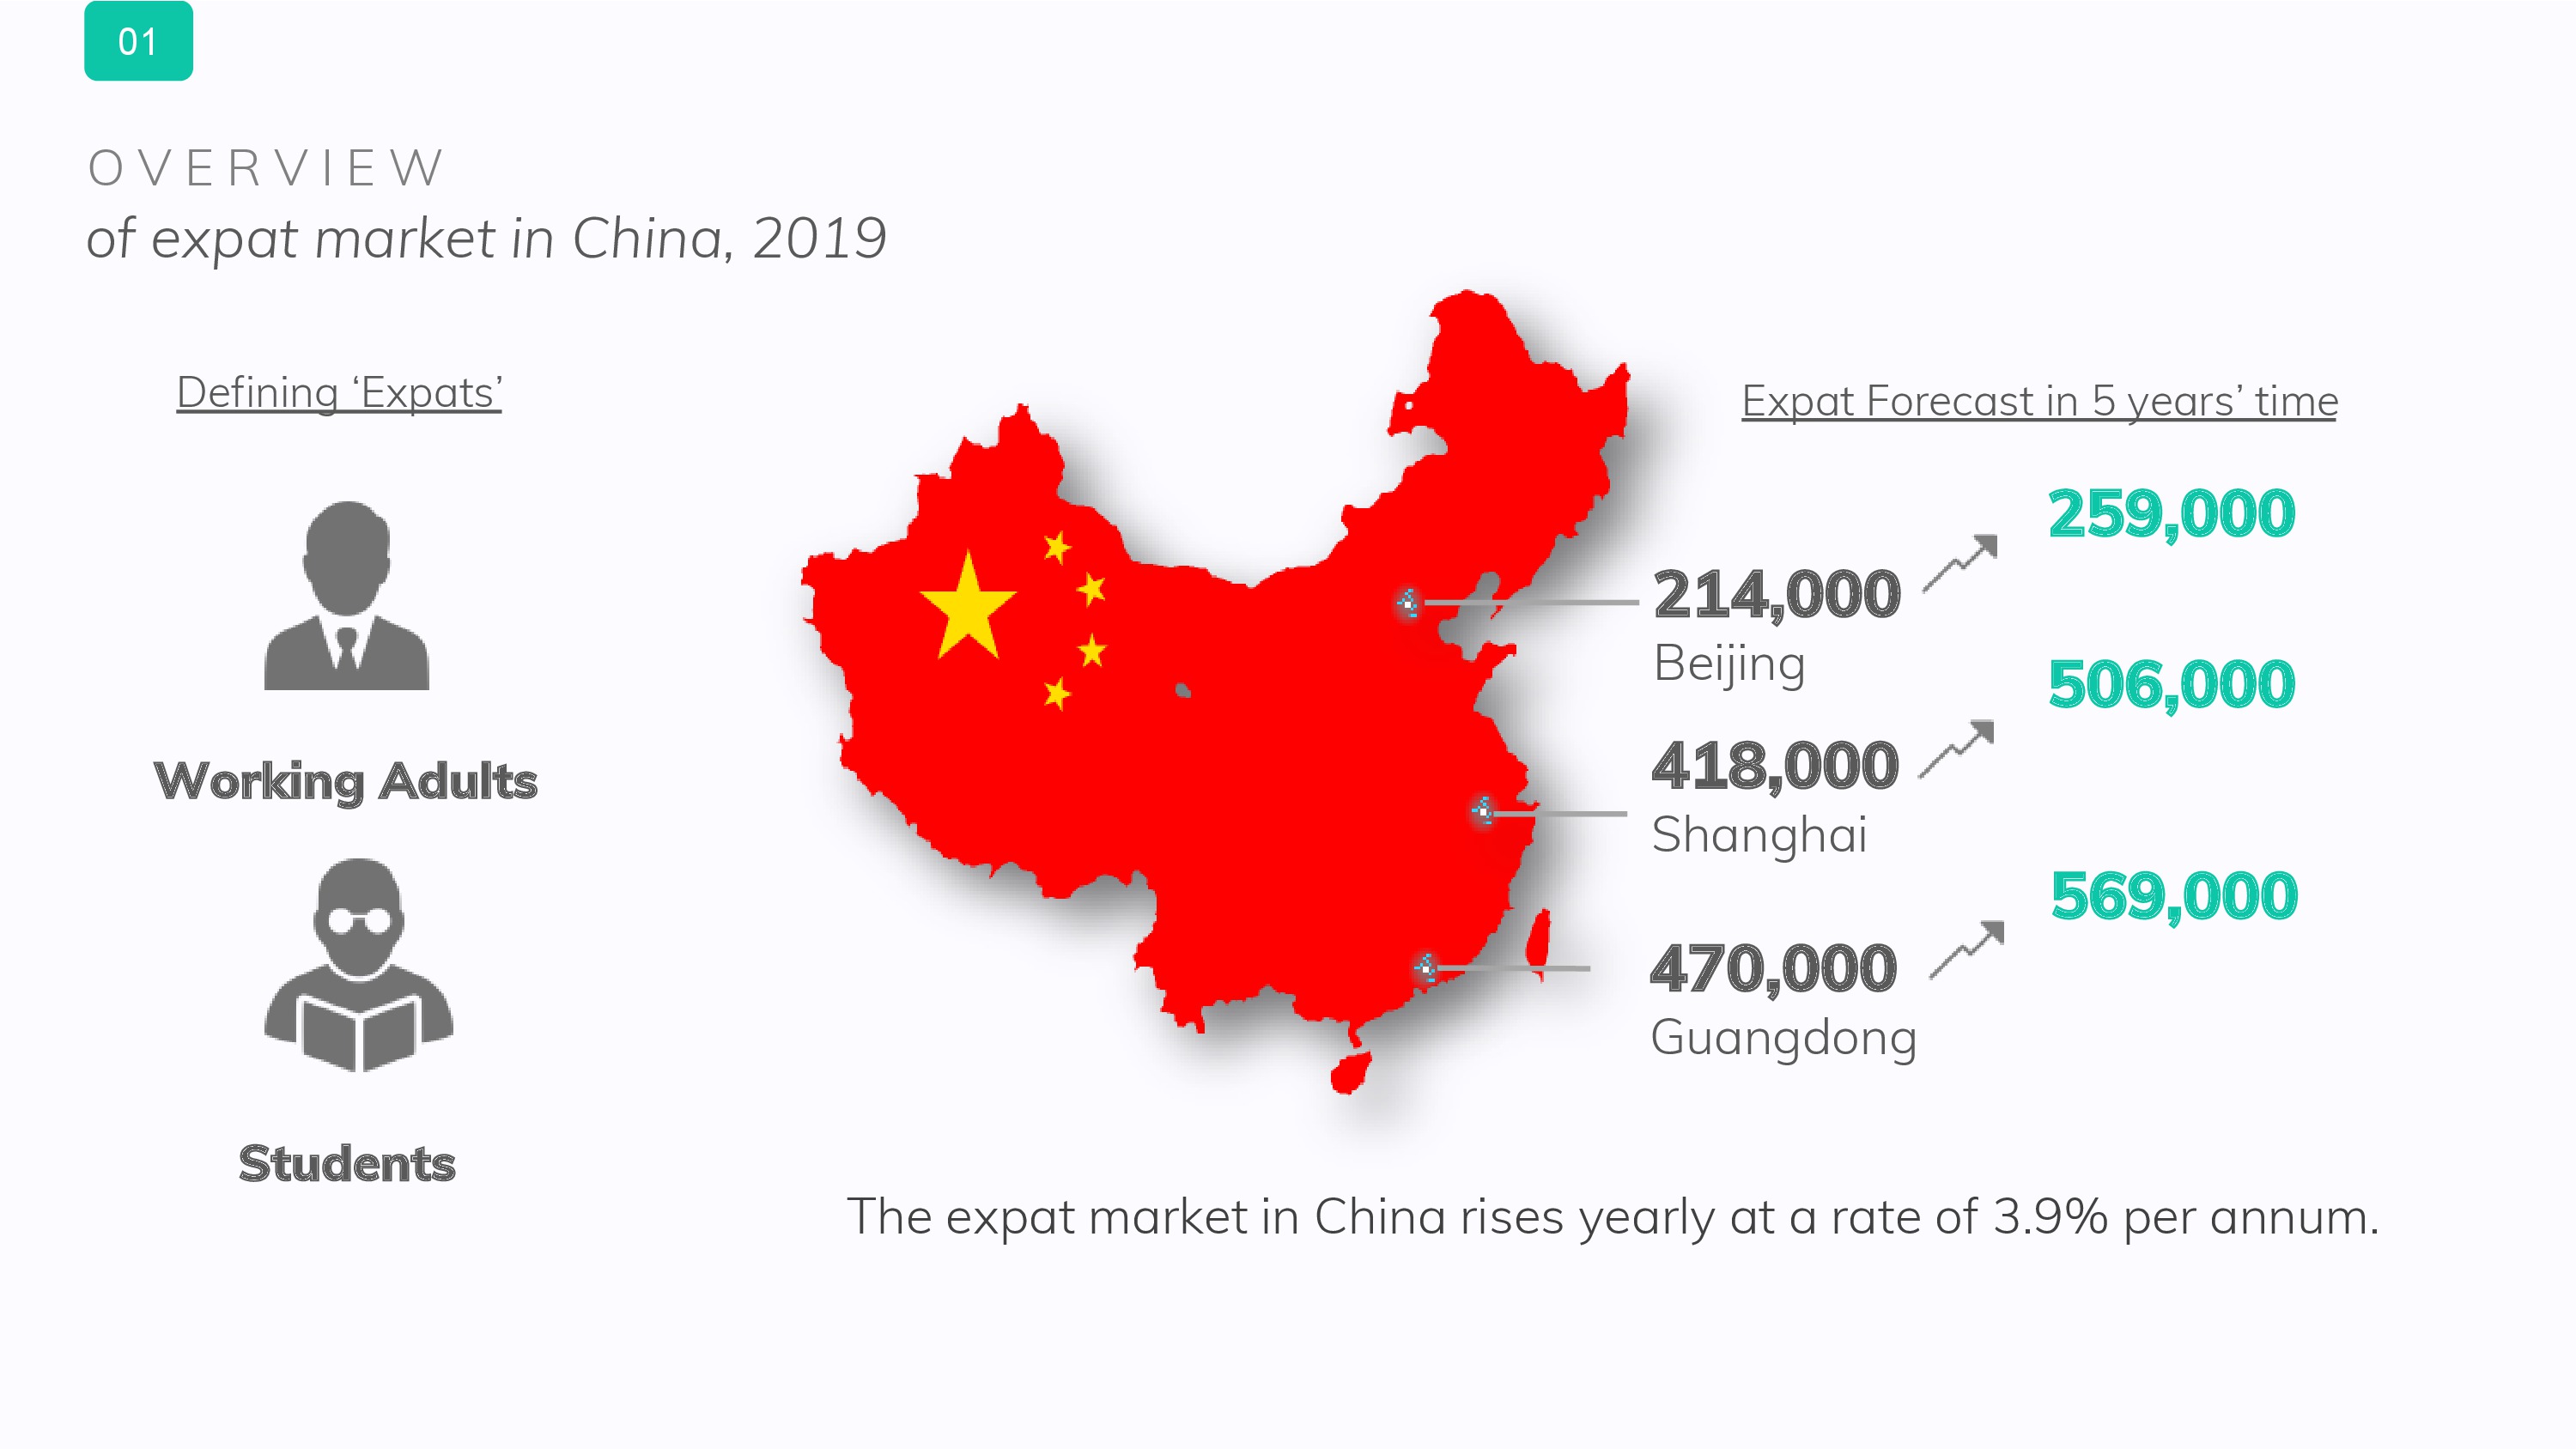 01
OVERVIEW
of expat market in China, 2019
Defining ‘Expats’
Working Adults
Students
Expat Forecast in 5 years’ time
259,000
214,000
Beijing
506,000
418,000
Shanghai
569,000
470,000
Guangdong
The expat market in China rises yearly at a rate of 3.9% per annum.